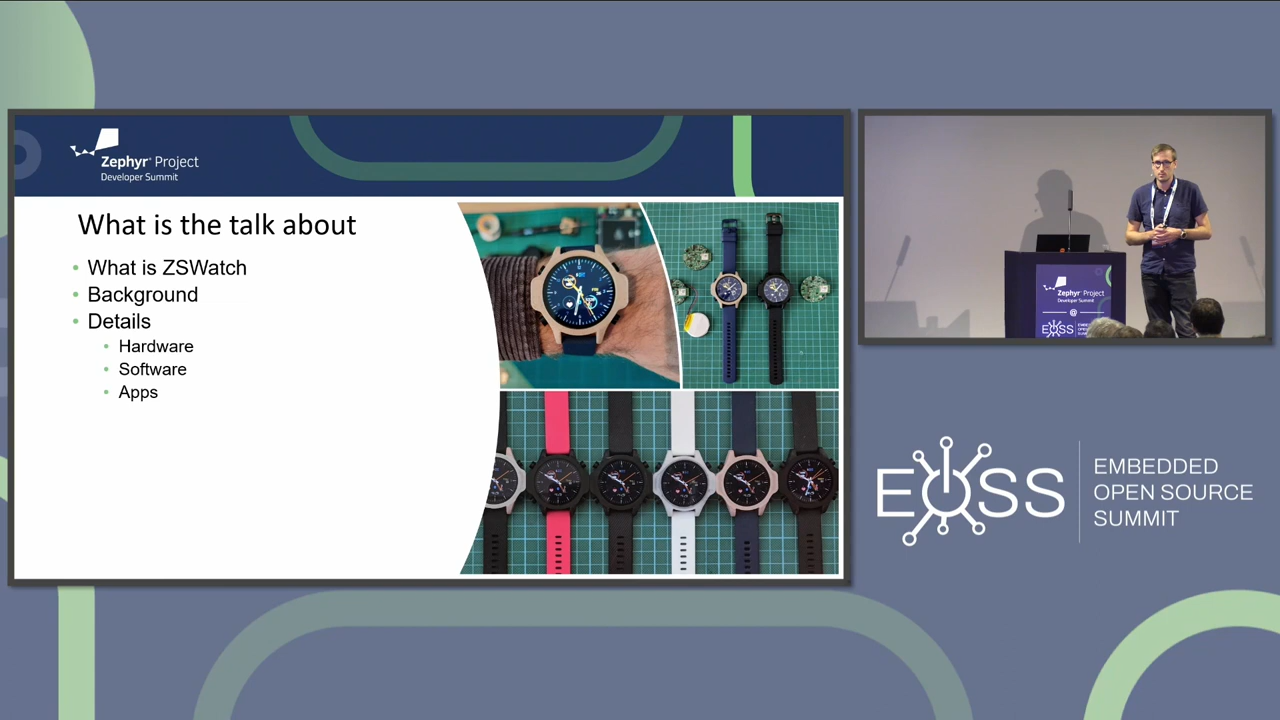 Zephyr® Project
Developer Summit
What is the talk about
• What is ZSWatch
• Background
• Details
• Hardware
• Software
• Apps
Zephyr® Project
Developer Summit
@
EOSS
EOSS
EMBEDDED
OPEN SOURCE
SUMMIT